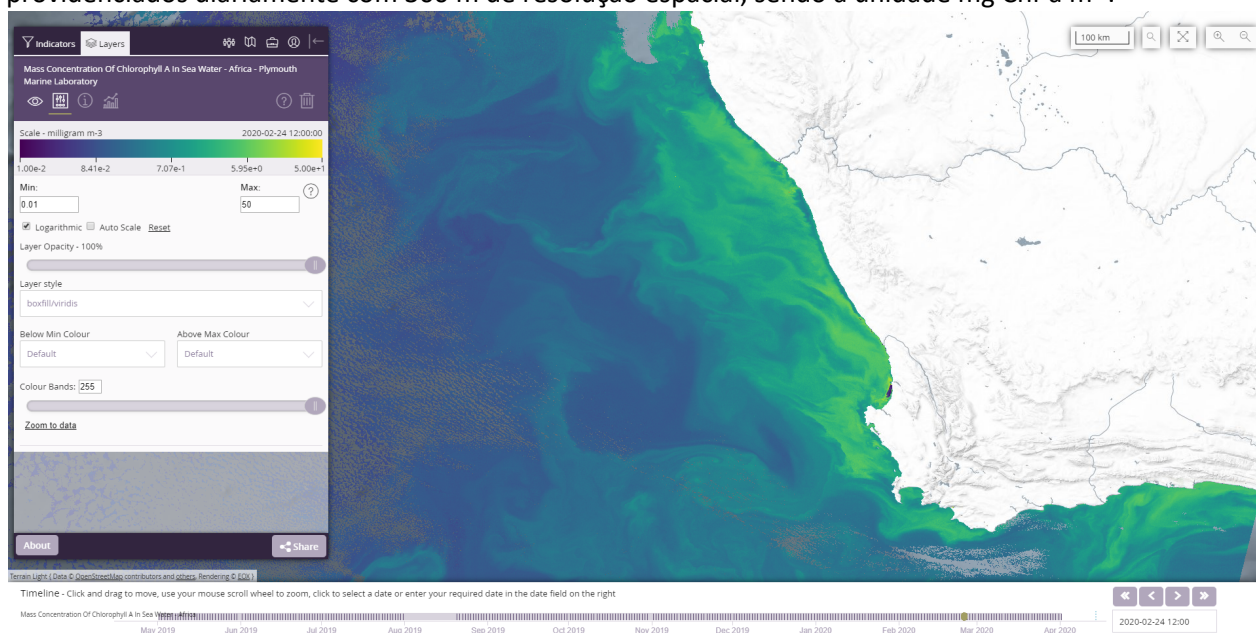 providenciados diariamente com 300 m de resolução espacial, sendo a unidade mg Chl-a m-3.
100 km
Indicators Layers
Mass Concentration Of Chlorophyll A In Sea Water - Africa - Plymouth
Marine Laboratory
Scale - milligram m-3 2020-02-24 12:00:00
1.00e-2 8.41e-2 7.07e-1 5.95e+0 5.00e+1
Min: Max:
0.01 50
Logarithmic Auto Scale Reset
Layer Opacity - 100%
Layer style
boxfill/viridis
Below Min Colour Above Max Colour
Default Default
Colour Bands: 255
Zoom to data
About Share
Terrain Light ( Data © OpenStreetMap contributors and others, Rendering © EOX )
Timeline - Click and drag to move, use your mouse scroll wheel to zoom, click to select a date or enter your required date in the date field on the right
Mass Concentration Of Chlorophyll A In Sea Water - Africa
2020-02-24 12:00
May 2019 Jun 2019 Jul 2019 Aug 2019 Sep 2019 Oct 2019 Nov 2019 Dec 2019 Jan 2020 Feb 2020 Mar 2020 Apr 2020